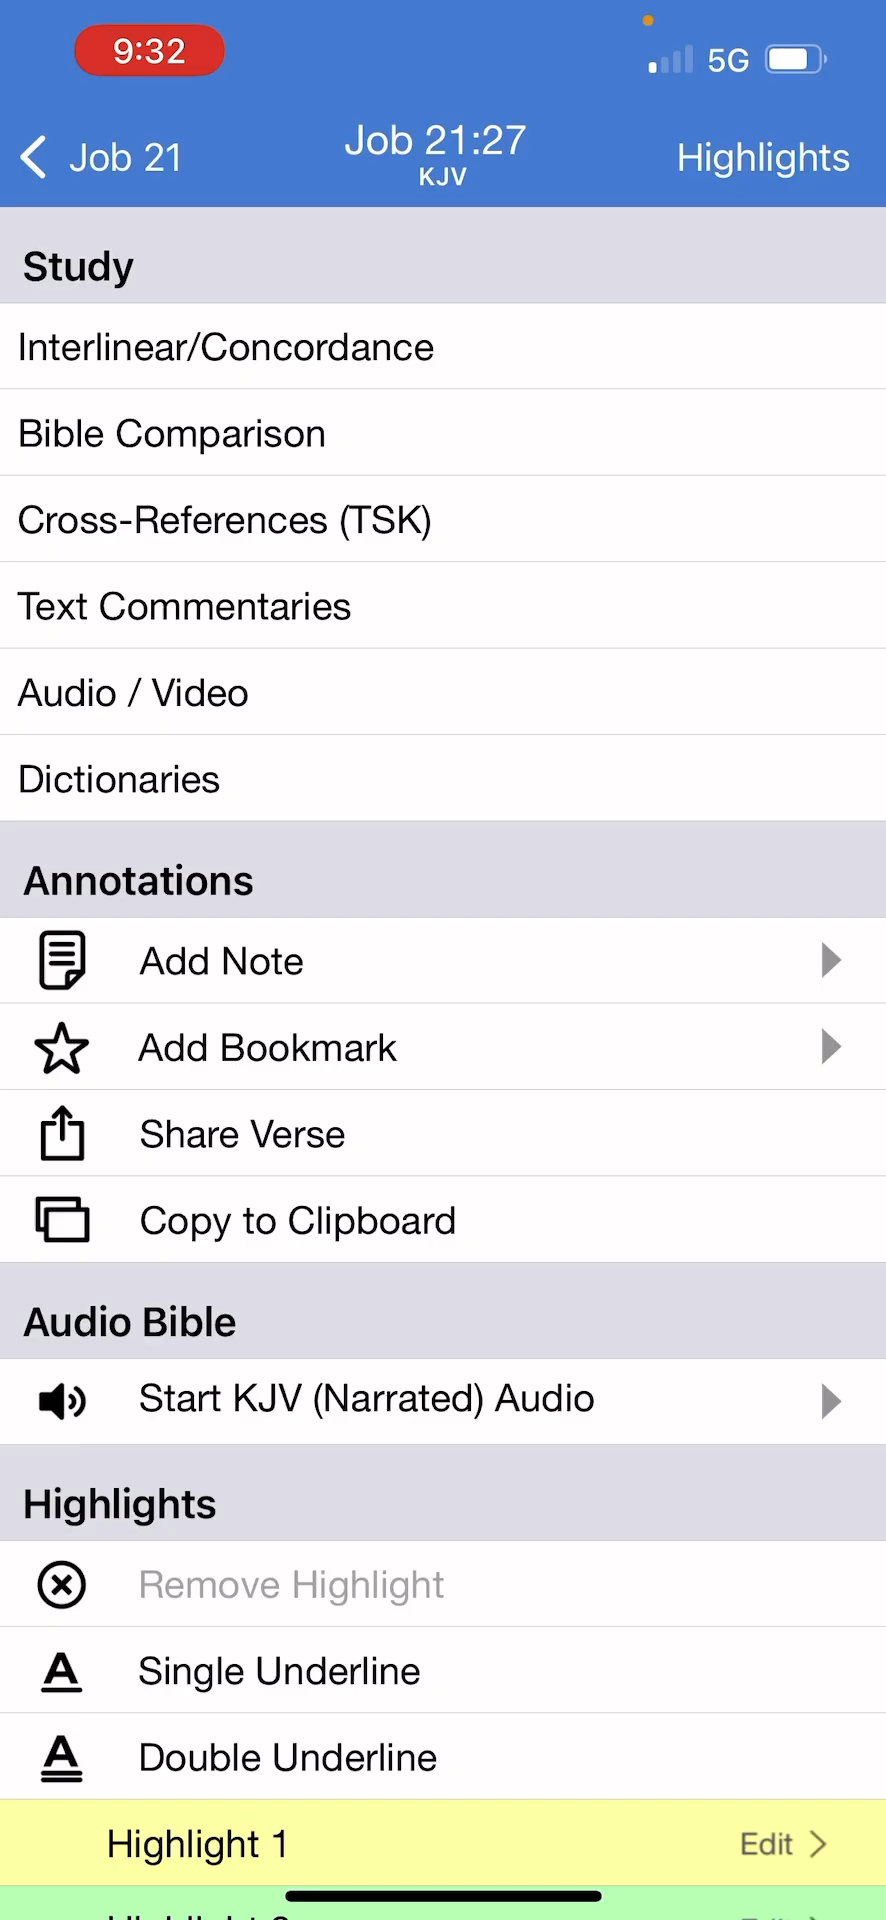 9:32
5G
Job 21
Job 21:27
KJV
Highlights
Study
Interlinear/Concordance
Bible Comparison
Cross-References (TSK)
Text Commentaries
Audio / Video
Dictionaries
Annotations
Add Note
Add Bookmark
Share Verse
Copy to Clipboard
Audio Bible
Start KJV (Narrated) Audio
Highlights
Remove Highlight
A Single Underline
A Double Underline
Highlight 1 Edit